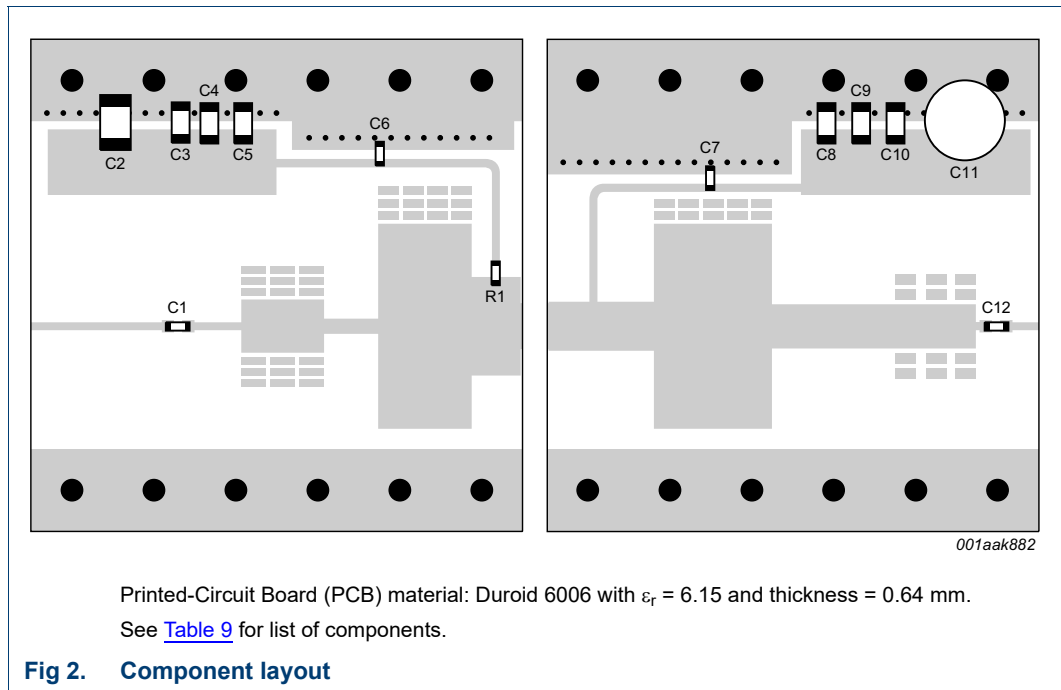 C4
C2
C3
C5
C6
R1
C1
C9
C8
C10
C11
C7
C12
001aak882
Printed-Circuit Board (PCB) material: Duroid 6006 with εr = 6.15 and thickness = 0.64 mm.
See Table 9 for list of components.
Fig 2. Component layout